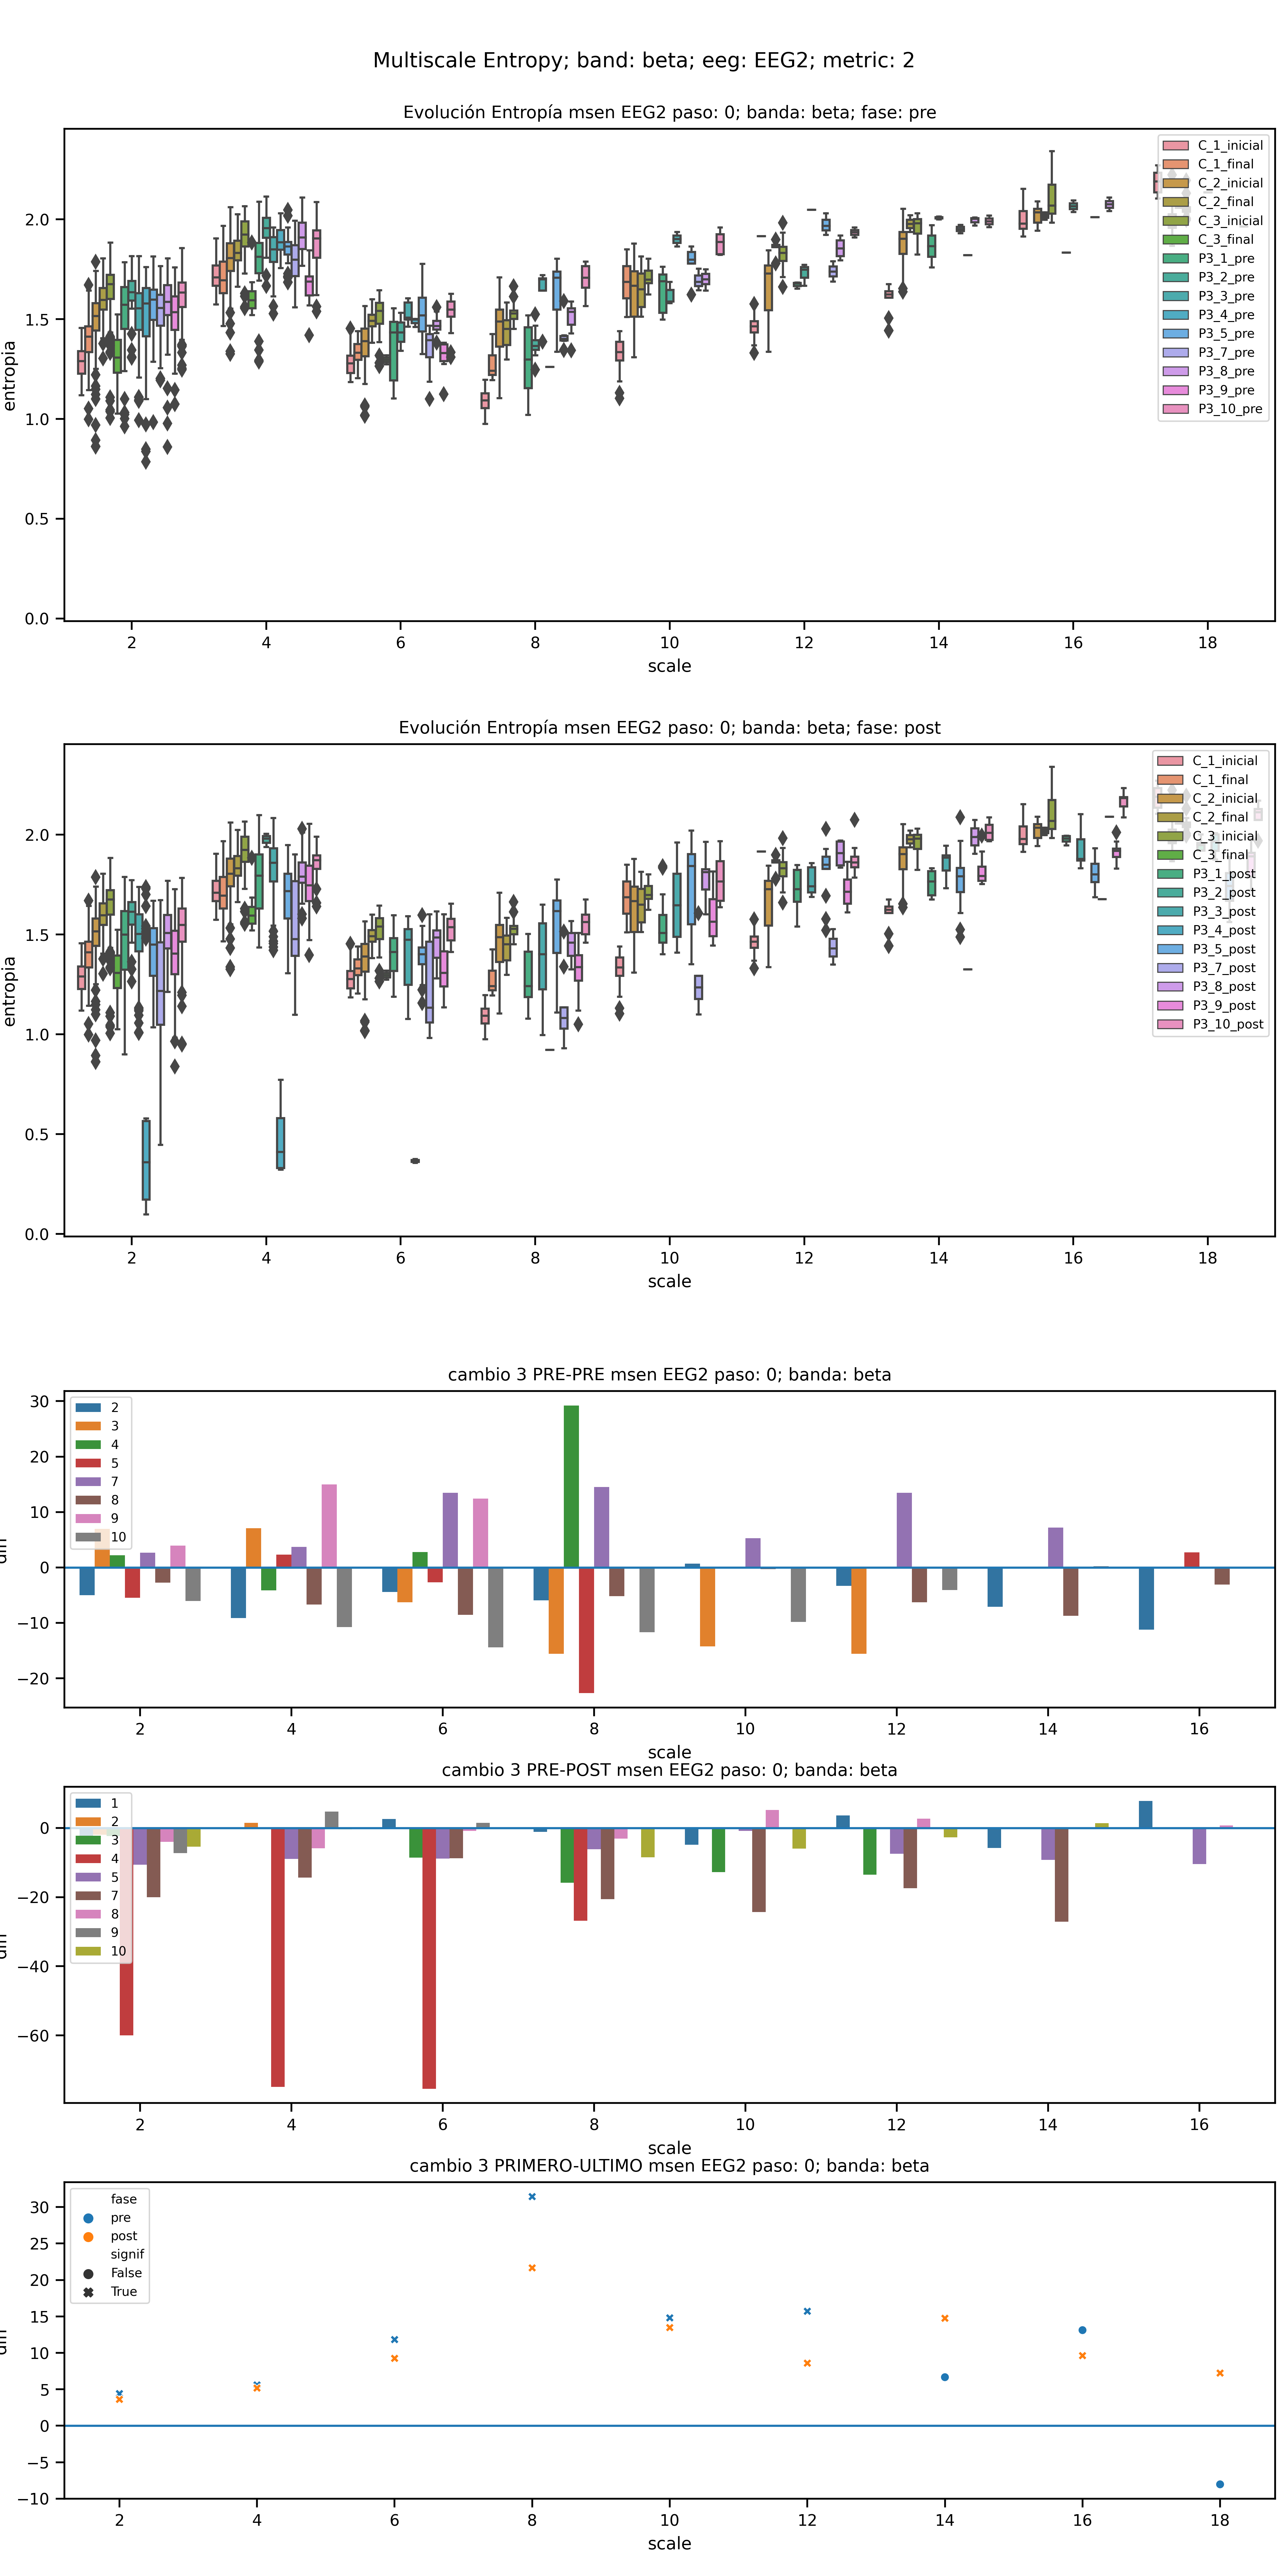 Multiscale Entropy; band: beta; eeg: EEG2; metric: 2
Evolución Entropía msen EEG2 paso: 0; banda: beta; fase: pre
entropia
2.0
1.5
1.0
0.5
0.0
C_1_inicial
C_1_final
C_2_inicial
C_2_final
C_3_inicial
C_3_final
P3_1_pre
P3_2_pre
P3_3_pre
P3_4_pre
P3_5_pre
P3_7_pre
P3_8_pre
P3_9_pre
P3_10_pre
2 4 6 8 10 12 14 16 18
scale
Evolución Entropía msen EEG2 paso: 0; banda: beta; fase: post
entropia
2.0
1.5
1.0
0.5
0.0
C_1_inicial
C_1_final
C_2_inicial
C_2_final
C_3_inicial
C_3_final
P3_1_post
P3_2_post
P3_3_post
P3_4_post
P3_5_post
P3_7_post
P3_8_post
P3_9_post
P3_10_post
2 4 6 8 10 12 14 16 18
scale
cambio 3 PRE-PRE msen EEG2 paso: 0; banda: beta
30
20
10
0
−10
−20
2
3
4
5
7
8
9
10
2 4 6 8 10 12 14 16
scale
cambio 3 PRE-POST msen EEG2 paso: 0; banda: beta
0
−20
−40
−60
1
2
3
4
5
7
8
9
10
2 4 6 8 10 12 14 16
scale
cambio 3 PRIMERO-ULTIMO msen EEG2 paso: 0; banda: beta
30
25
20
15
10
5
0
−5
−10
fase
pre
post
signif
False
True
2 4 6 8 10 12 14 16 18
scale